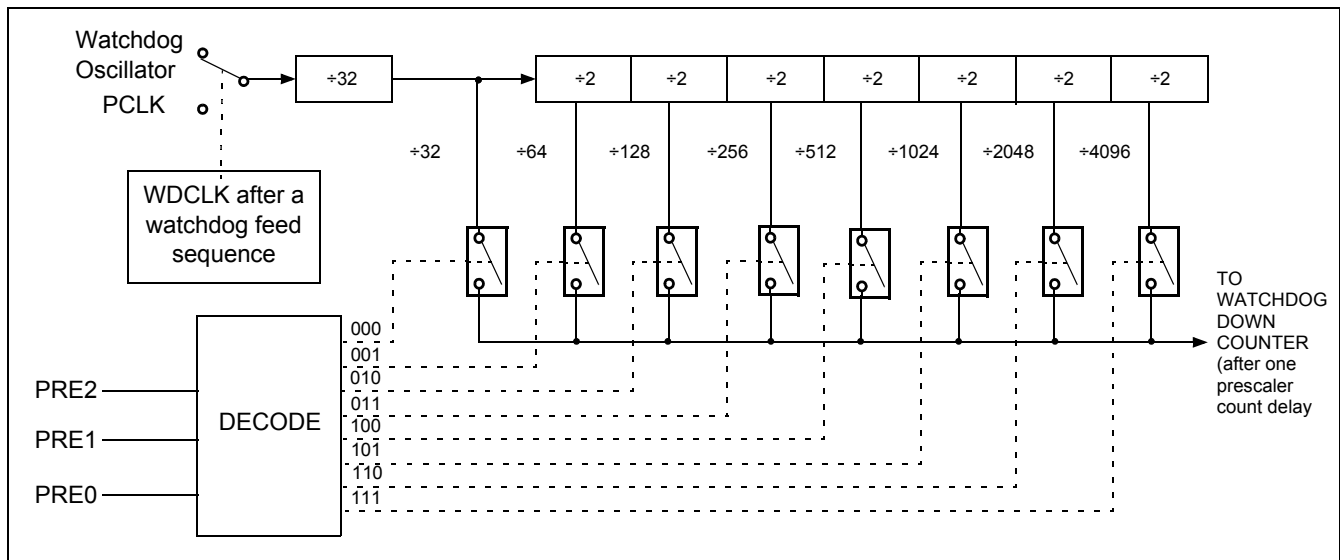 Watchdog
Oscillator
PCLK
÷32
÷2 ÷2 ÷2 ÷2 ÷2 ÷2 ÷2
÷32 ÷64 ÷128 ÷256 ÷512 ÷1024 ÷2048 ÷4096
WDCLK after a
watchdog feed
sequence
TO
WATCHDOG
DOWN
COUNTER
(after one
prescaler
count delay
PRE2
PRE1
PRE0
DECODE
000
001
010
011
100
101
110
111